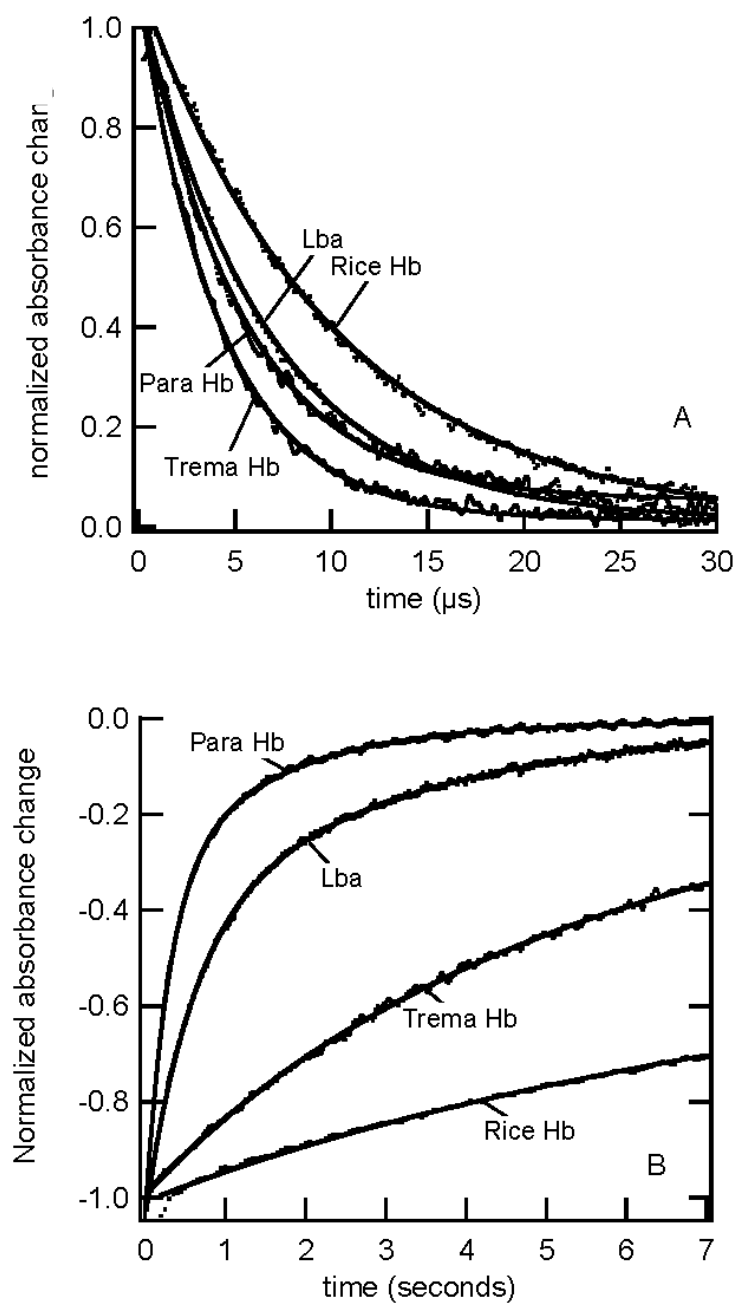 1.0
0.8
0.6
0.4
0.2
0.0
normalized absorbance chan
Lba
Rice Hb
Para Hb
Trema Hb
A
0 5 10 15 20 25 30
time (µs)
0.0
-0.2
-0.4
-0.6
-0.8
-1.0
Normalized absorbance change
Para Hb
Lba
Trema Hb
Rice Hb
B
0 1 2 3 4 5 6 7
time (seconds)